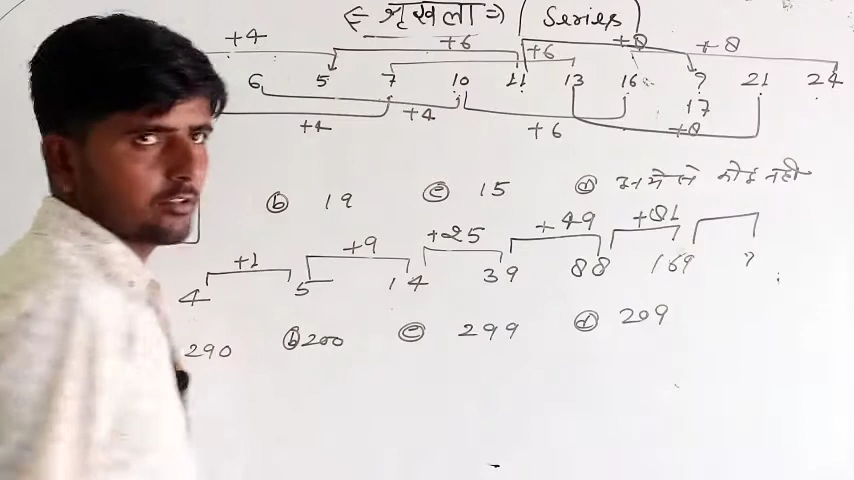 ⇐ शृखला ⇒ (Series)
+4 +6 +6 +8 +8
6 5 7 10 11 13 16 ? 21 24
17
+4 +4 +6 +8
ⓑ 19 ⓒ 15 ⓓ इनमेसे कोई नही
+1 +9 +25 +49 +81
4 5 14 39 88 169 ?
290 ⓑ 200 ⓒ 299 ⓓ 209